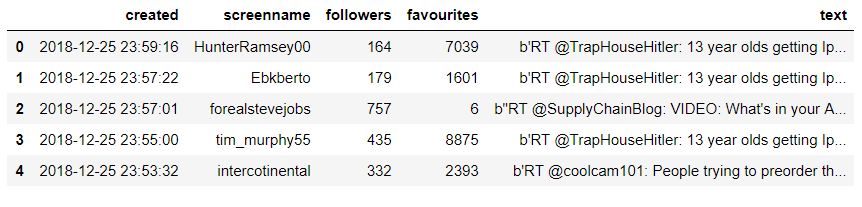 created screenname followers favourites text
0 2018-12-25 23:59:16 HunterRamsey00 164 7039 b'RT @TrapHouseHitler: 13 year olds getting Ip...
1 2018-12-25 23:57:22 Ebkberto 179 1601 b'RT @TrapHouseHitler: 13 year olds getting Ip...
2 2018-12-25 23:57:01 forealstevejobs 757 6 b"RT @SupplyChainBlog: VIDEO: What's in your A...
3 2018-12-25 23:55:00 tim_murphy55 435 8875 b'RT @TrapHouseHitler: 13 year olds getting Ip...
4 2018-12-25 23:53:32 intercotinental 332 2393 b'RT @coolcam101: People trying to preorder th...